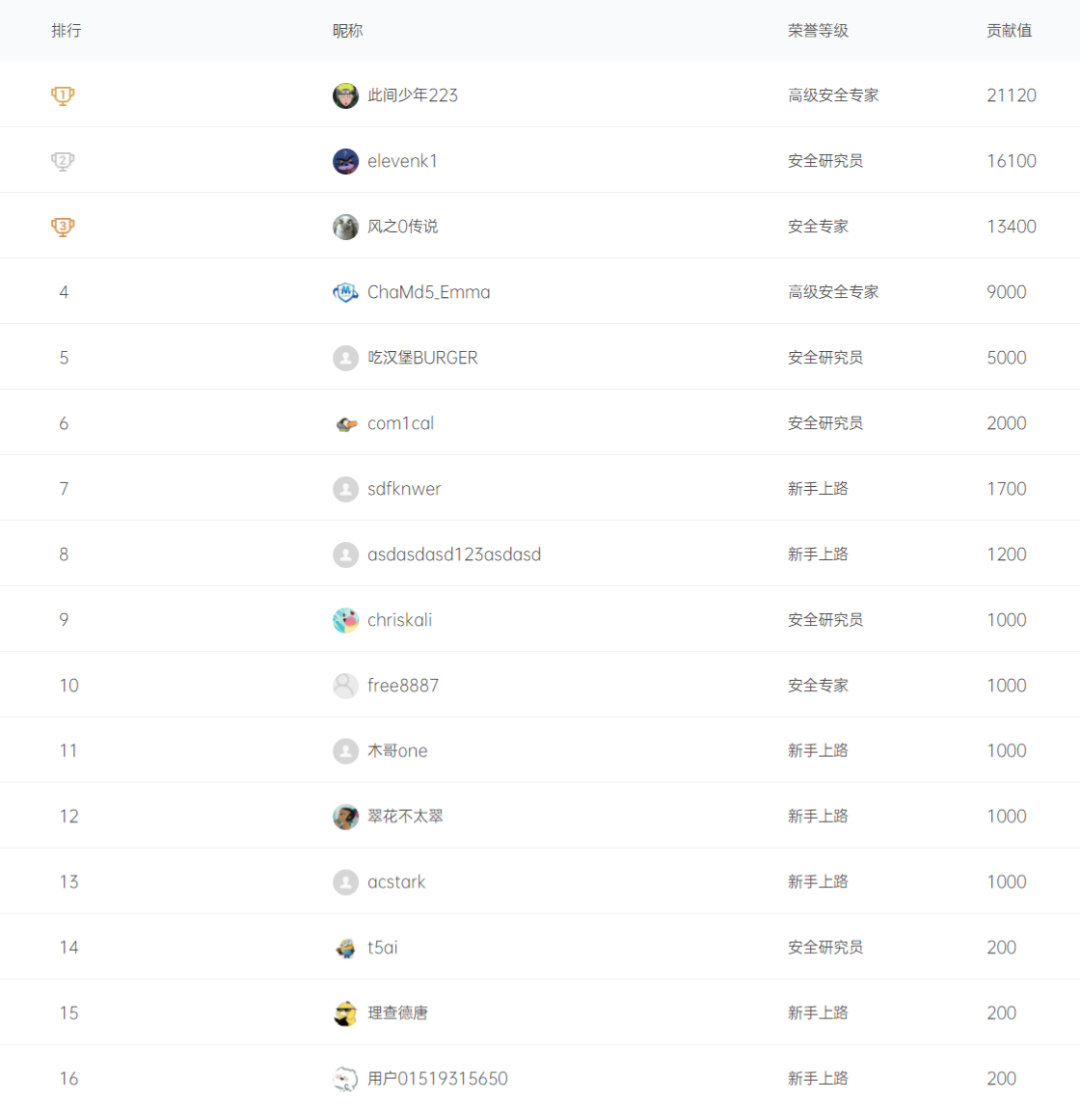 排行 昵称 荣誉等级 贡献值
1 此间少年223 高级安全专家 21120
2 elevenk1 安全研究员 16100
3 风之0传说 安全专家 13400
4 ChaMd5_Emma 高级安全专家 9000
5 吃汉堡BURGER 安全研究员 5000
6 com1cal 安全研究员 2000
7 sdfknwer 新手上路 1700
8 asdasdasd123asdasd 新手上路 1200
9 chriskali 安全研究员 1000
10 free8887 安全专家 1000
11 木哥one 新手上路 1000
12 翠花不太翠 新手上路 1000
13 acstark 新手上路 1000
14 t5ai 安全研究员 200
15 理查德唐 新手上路 200
16 用户01519315650 新手上路 200